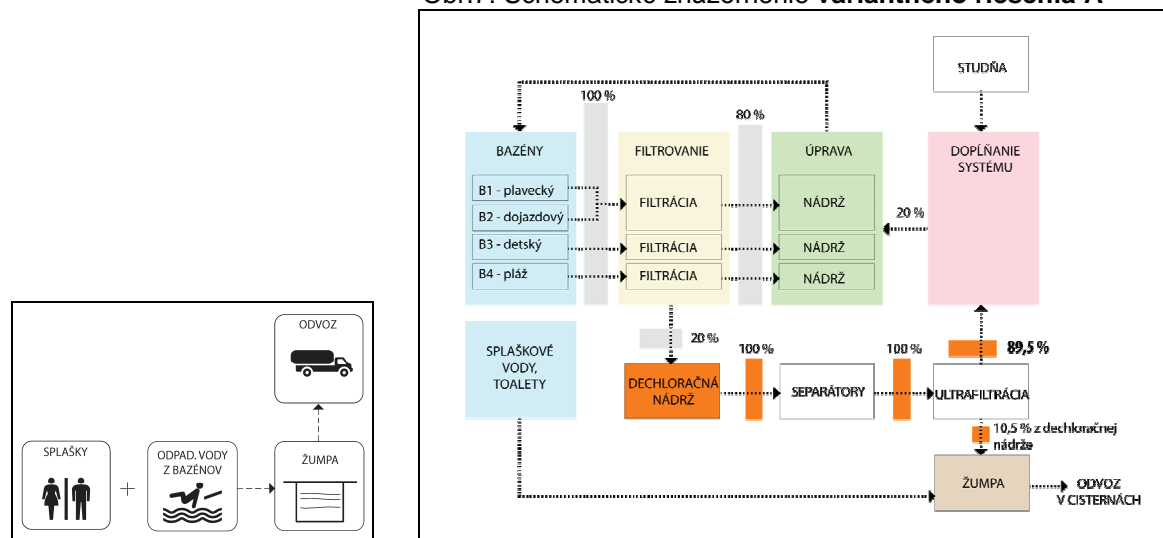 Obr.7: Schematické znázornenie variantného riešenia A
STUDŇA
100 %
80 %
BAZÉNY
FILTROVANIE
ÚPRAVA
DOPĹŇANIE
SYSTÉMU
B1 - plavecký
B2 - dojazdový
B3 - detský
B4 - pláž
FILTRÁCIA
FILTRÁCIA
FILTRÁCIA
NÁDRŽ
NÁDRŽ
NÁDRŽ
20 %
20 %
SPLAŠKOVÉ
VODY,
TOALETY
DECHLORAČNÁ
NÁDRŽ
100 %
SEPARÁTORY
100 %
89,5 %
ULTRAFILTRÁCIA
10,5 % z dechloračnej
nádrže
ŽUMPA
ODVOZ
V CISTERNÁCH
ODVOZ
SPLAŠKY
+
ODPAD. VODY
Z BAZÉNOV
ŽUMPA